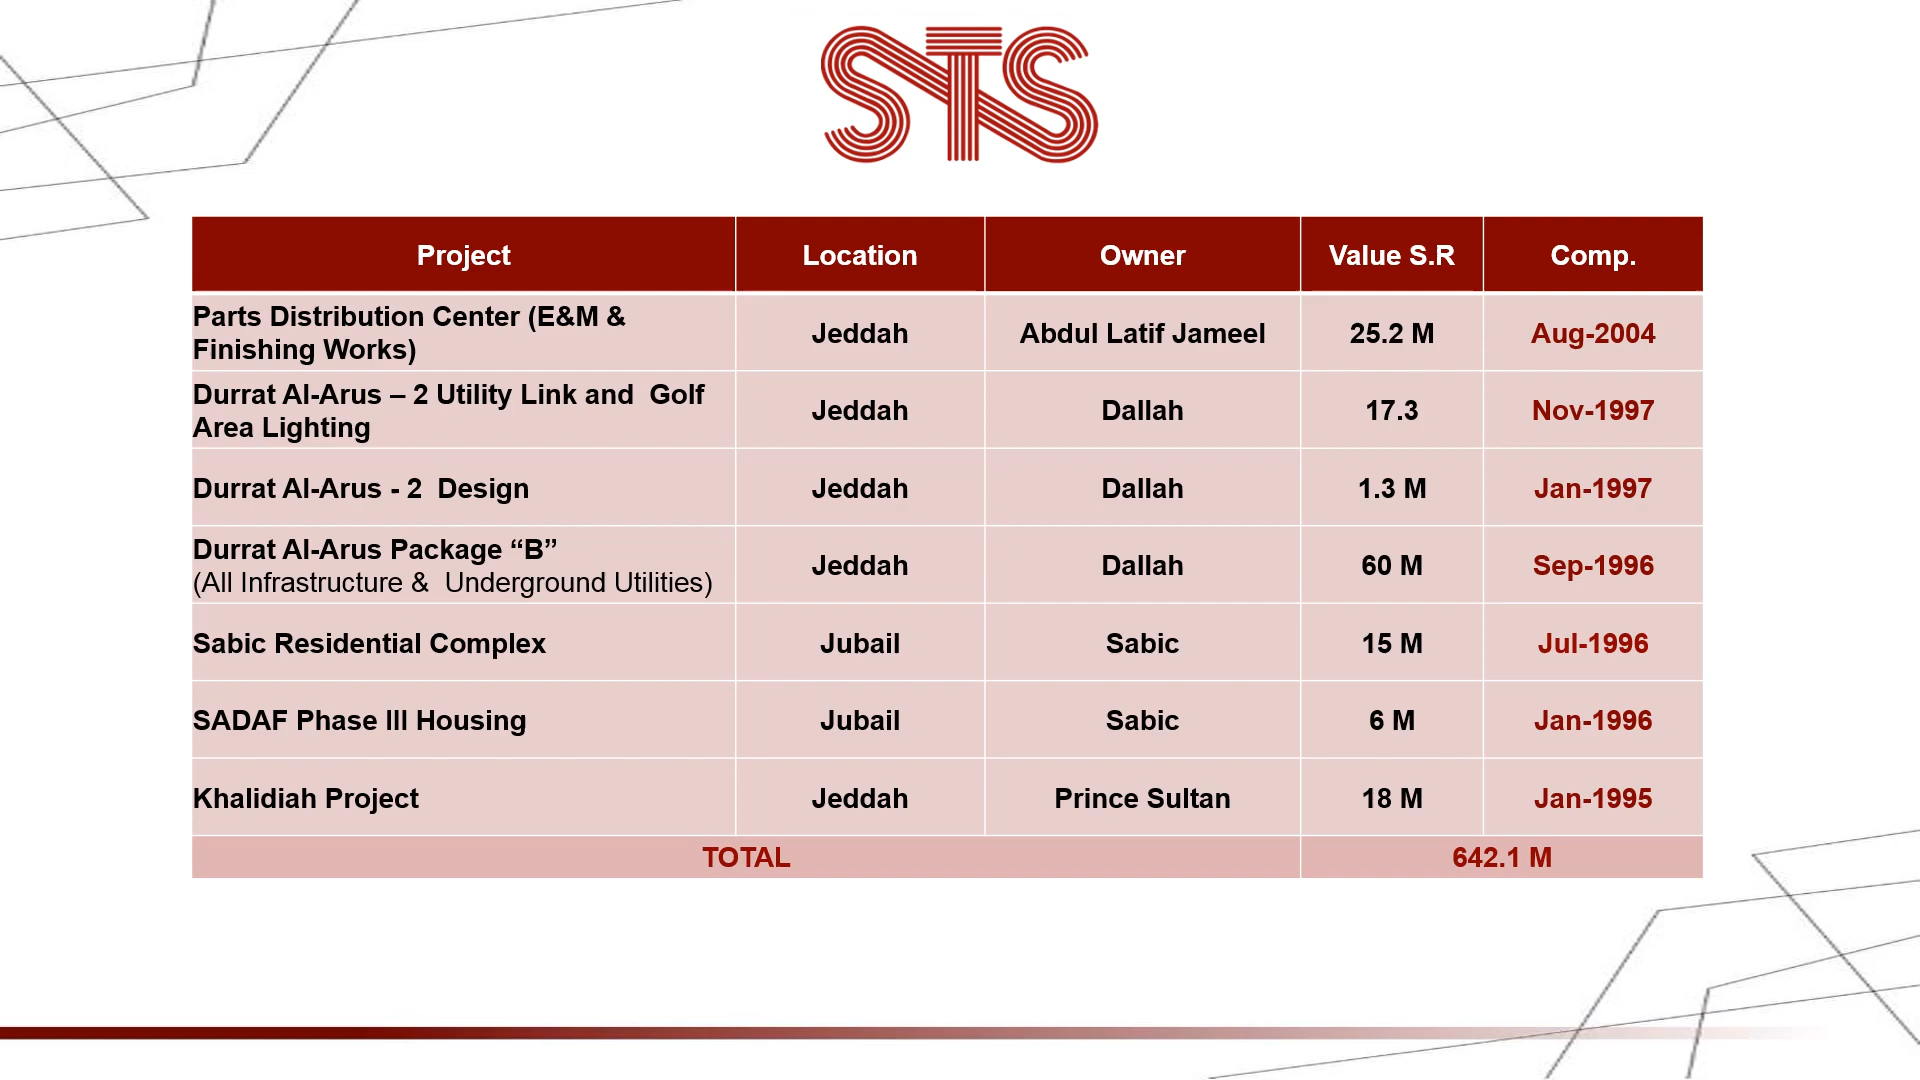 STS
Project Location Owner Value S.R Comp.
Parts Distribution Center (E&M &
Finishing Works) Jeddah Abdul Latif Jameel 25.2 M Aug-2004
Durrat Al-Arus – 2 Utility Link and  Golf
Area Lighting Jeddah Dallah 17.3 Nov-1997
Durrat Al-Arus - 2  Design Jeddah Dallah 1.3 M Jan-1997
Durrat Al-Arus Package “B”
(All Infrastructure &  Underground Utilities) Jeddah Dallah 60 M Sep-1996
Sabic Residential Complex Jubail Sabic 15 M Jul-1996
SADAF Phase III Housing Jubail Sabic 6 M Jan-1996
Khalidiah Project Jeddah Prince Sultan 18 M Jan-1995
TOTAL 642.1 M